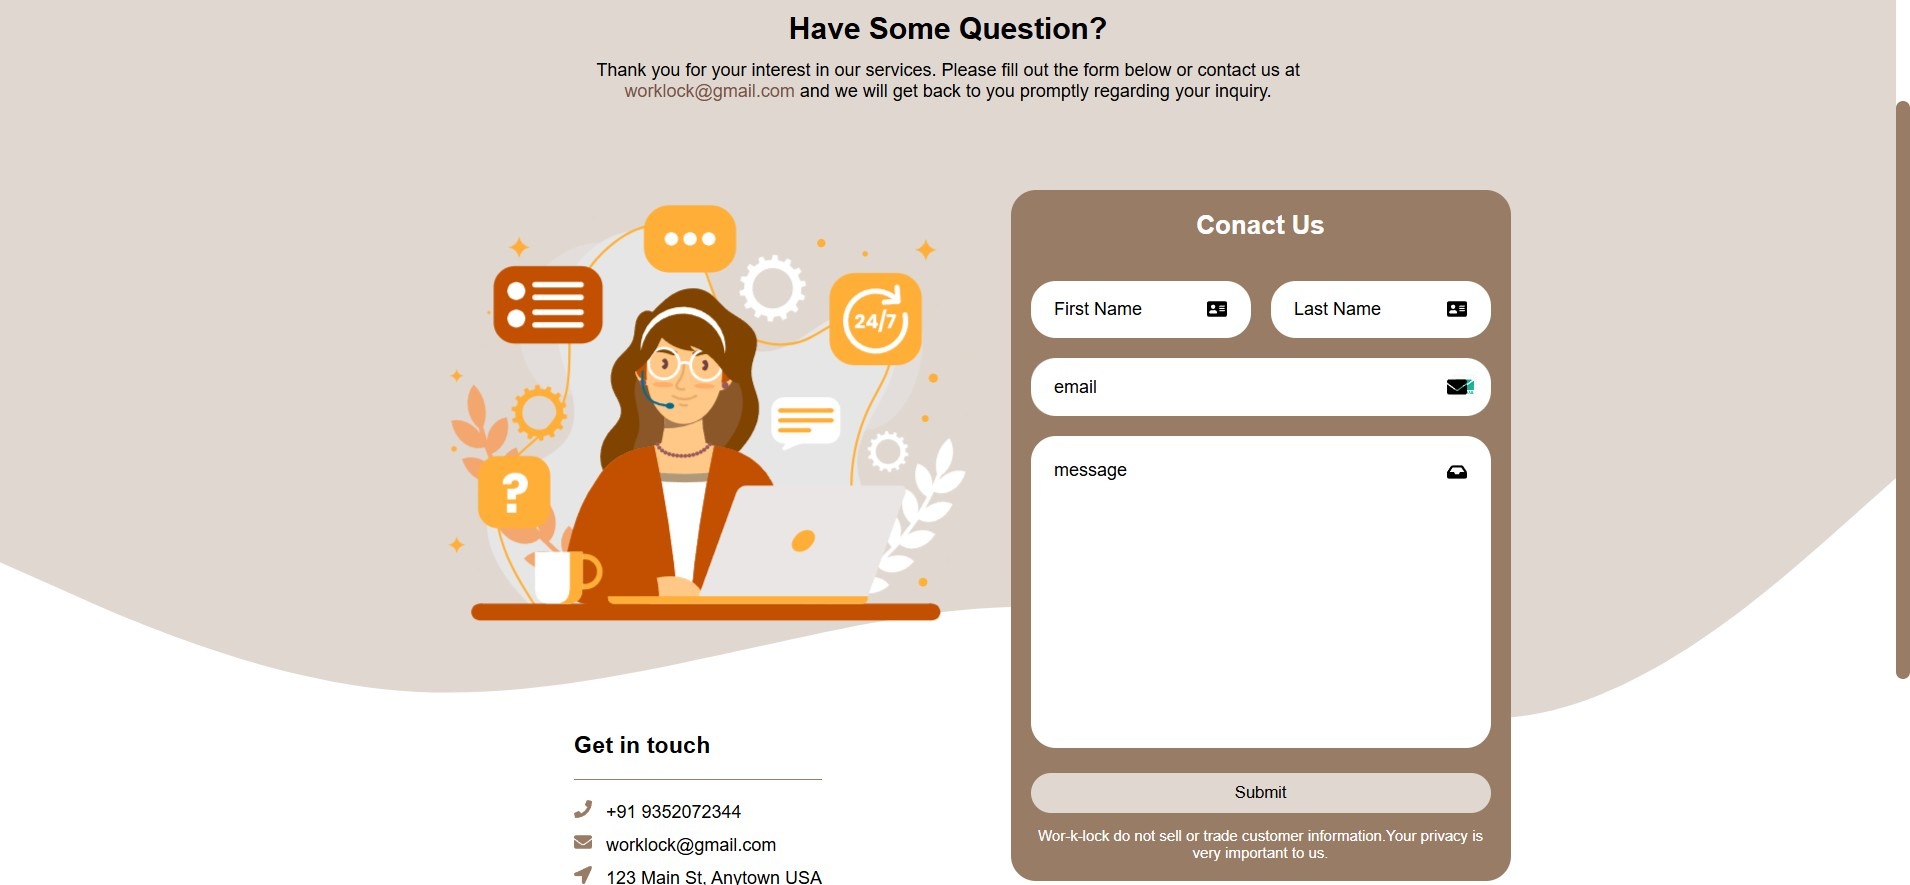 Have Some Question?
Thank you for your interest in our services. Please fill out the form below or contact us at
worklock@gmail.com and we will get back to you promptly regarding your inquiry.
24/7
?
Conact Us
First Name
Last Name
email
message
Submit
Wor-k-lock do not sell or trade customer information.Your privacy is
very important to us.
Get in touch
+91 9352072344
worklock@gmail.com
123 Main St, Anytown USA